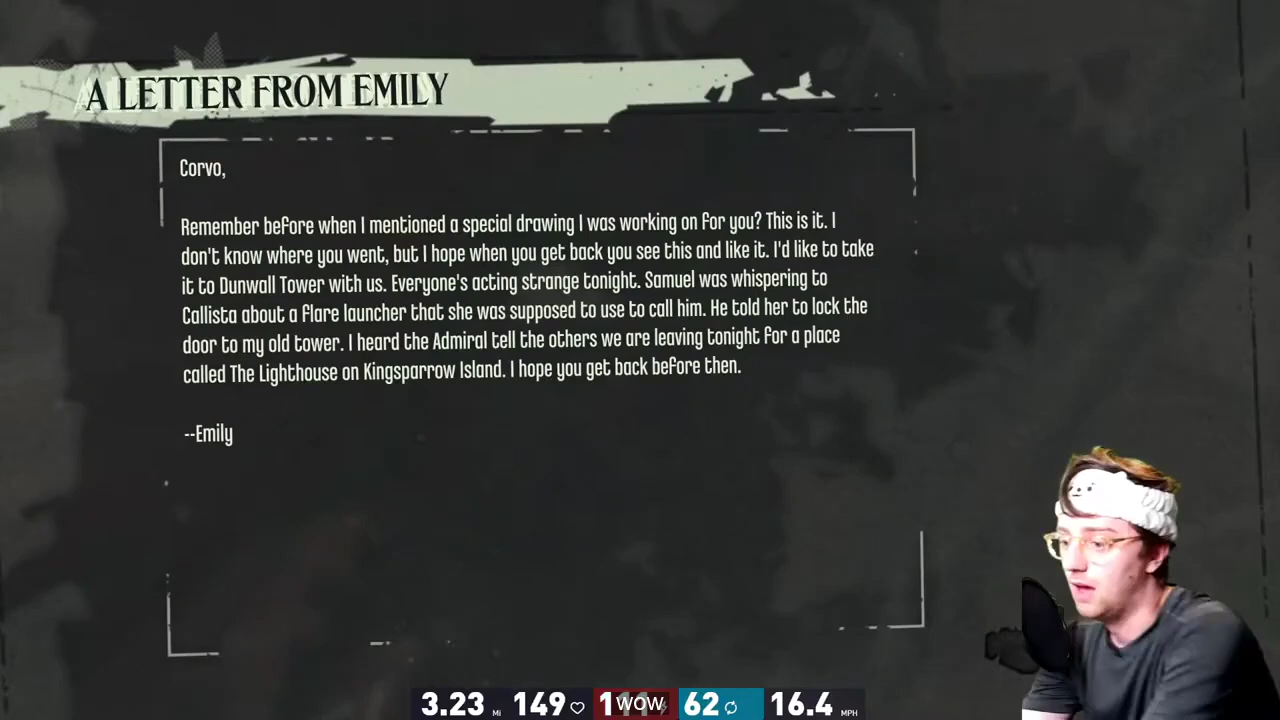 A LETTER FROM EMILY
Corvo,
Remember before when I mentioned a special drawing I was working on for you? This is it. I
don't know where you went, but I hope when you get back you see this and like it. I'd like to take
it to Dunwall Tower with us. Everyone's acting strange tonight. Samuel was whispering to
Callista about a flare launcher that she was supposed to use to call him. He told her to lock the
door to my old tower. I heard the Admiral tell the others we are leaving tonight for a place
called The Lighthouse on Kingsparrow Island. I hope you get back before then.
--Emily
3.23 Mi 149 WOW 62 16.4 MPH